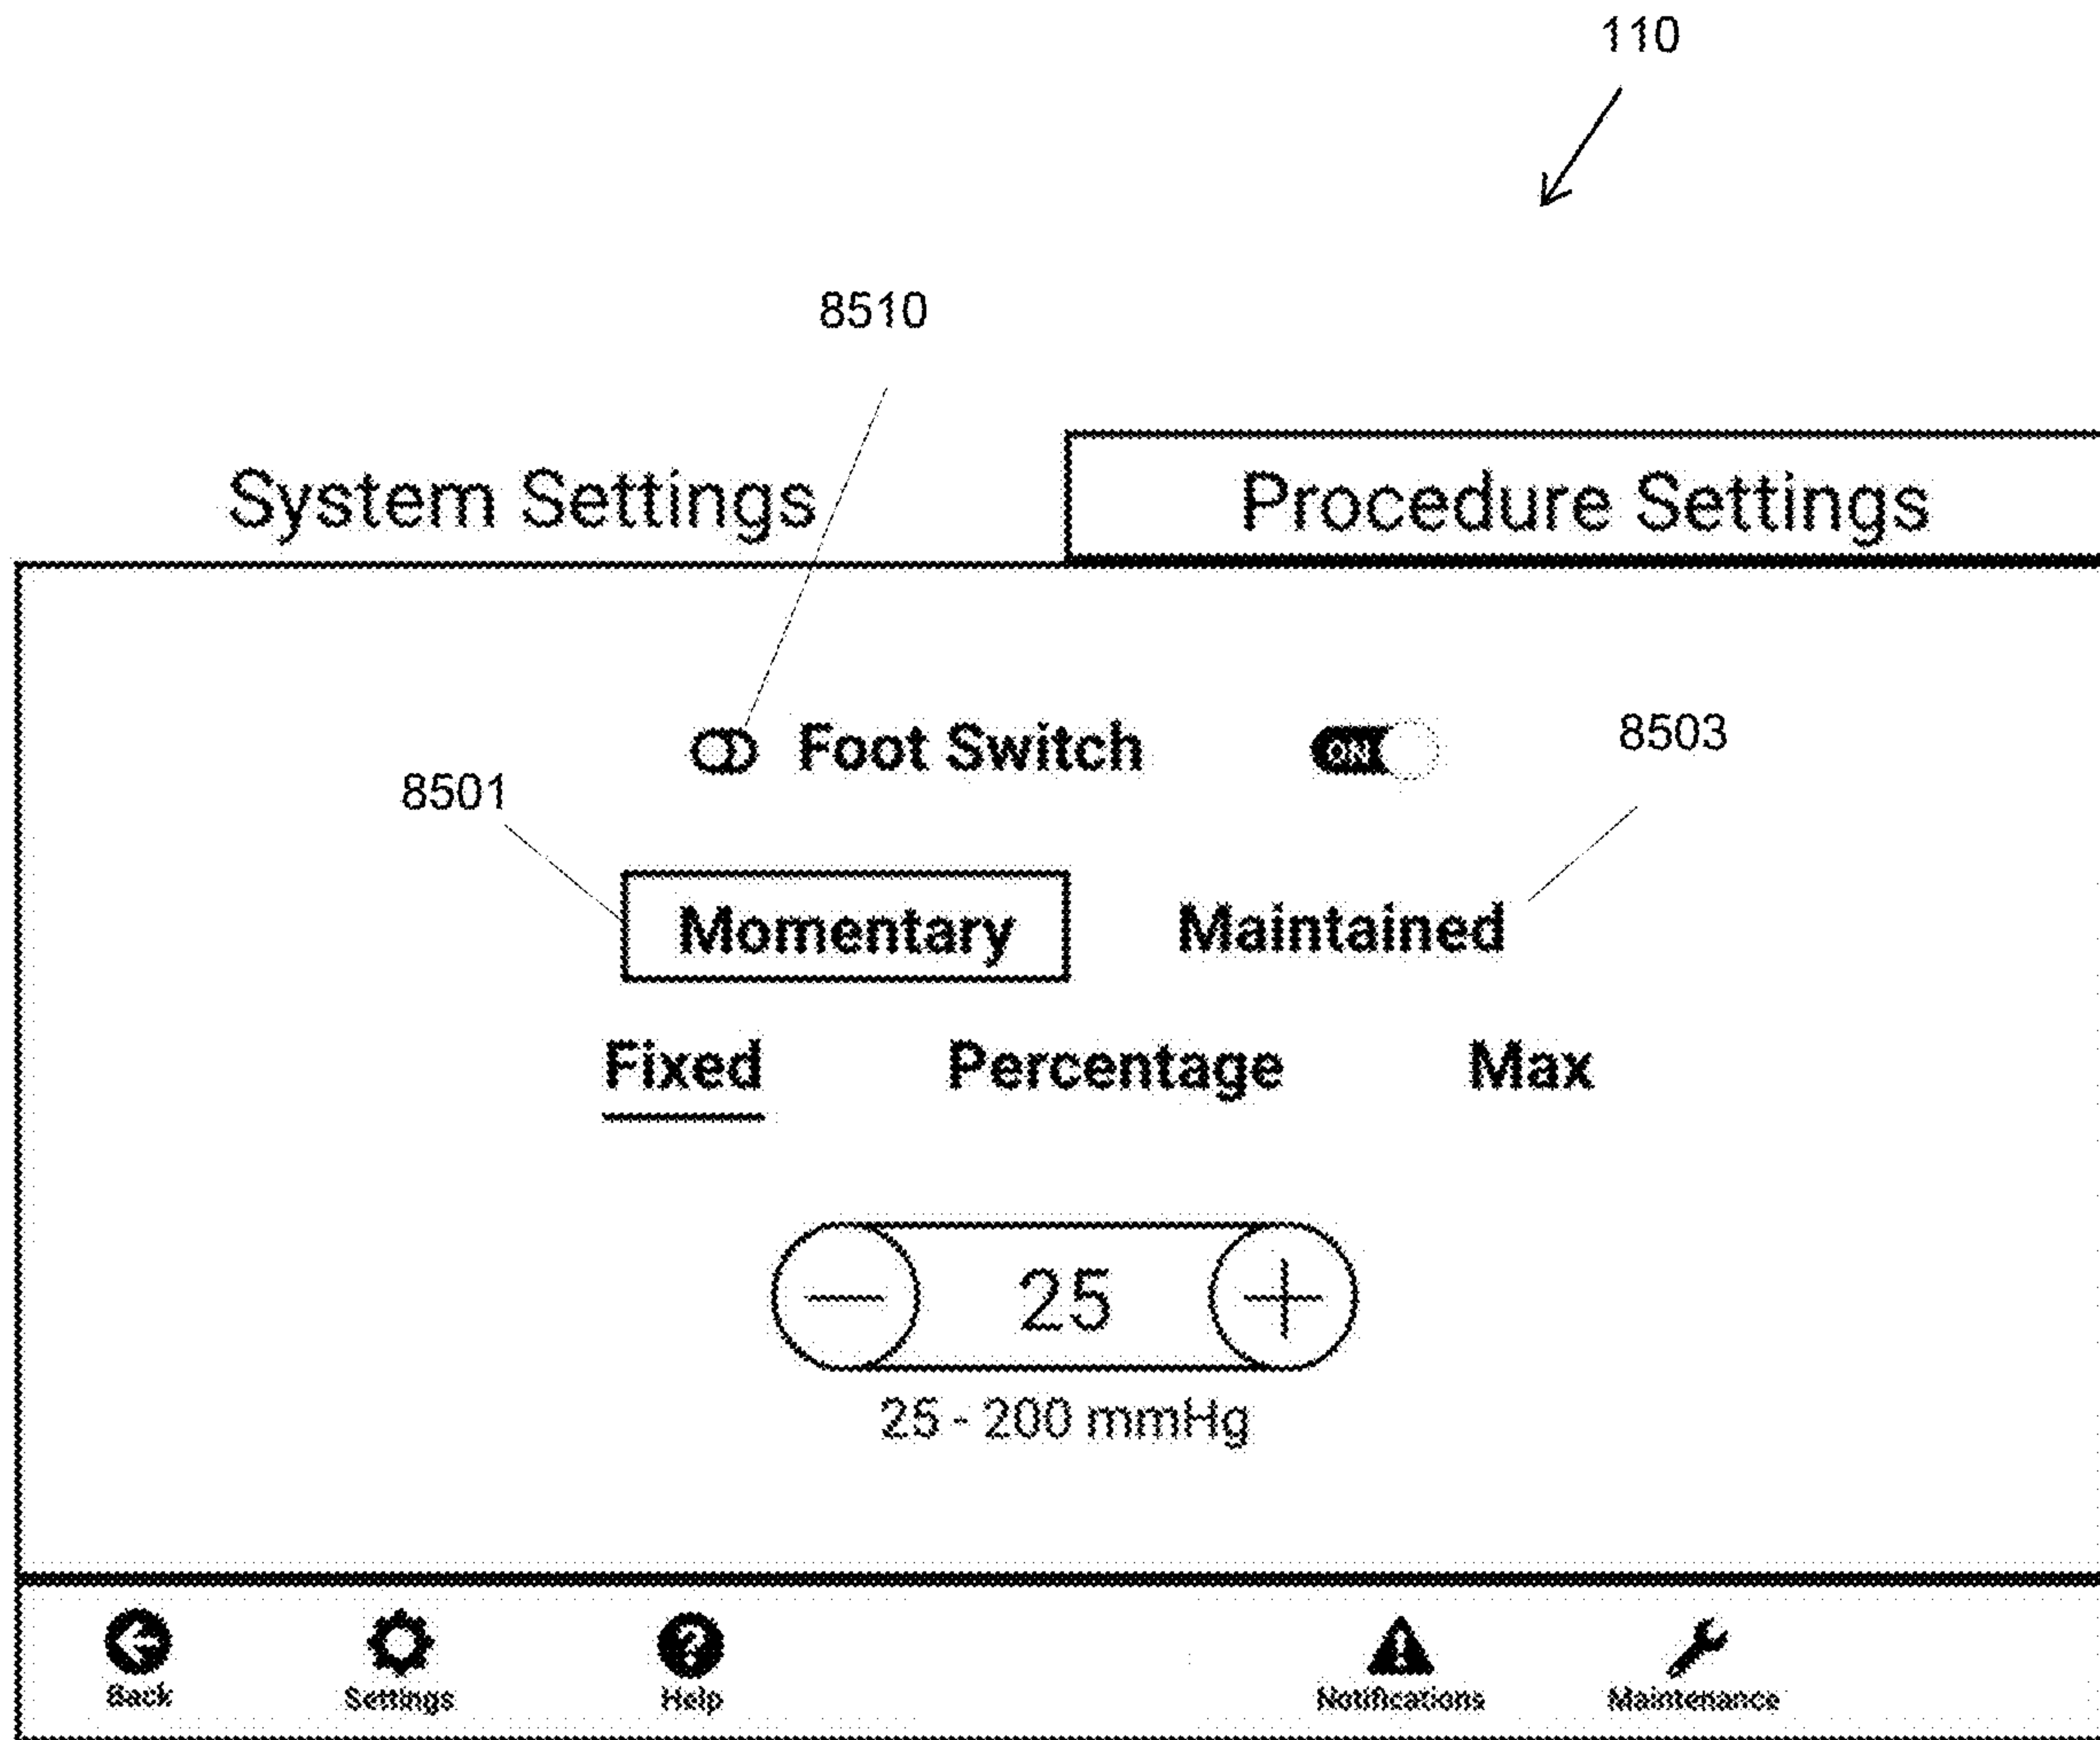 110
8510
System Settings Procedure Settings
Foot Switch ON 8503
8501
Momentary Maintained
Fixed Percentage Max
25
25 - 200 mmHg
Back Settings Help Notifications Maintenance